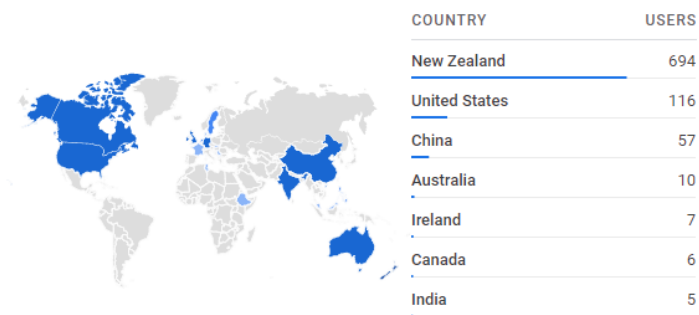 COUNTRY USERS
New Zealand 694
United States 116
China 57
Australia 10
Ireland 7
Canada 6
India 5